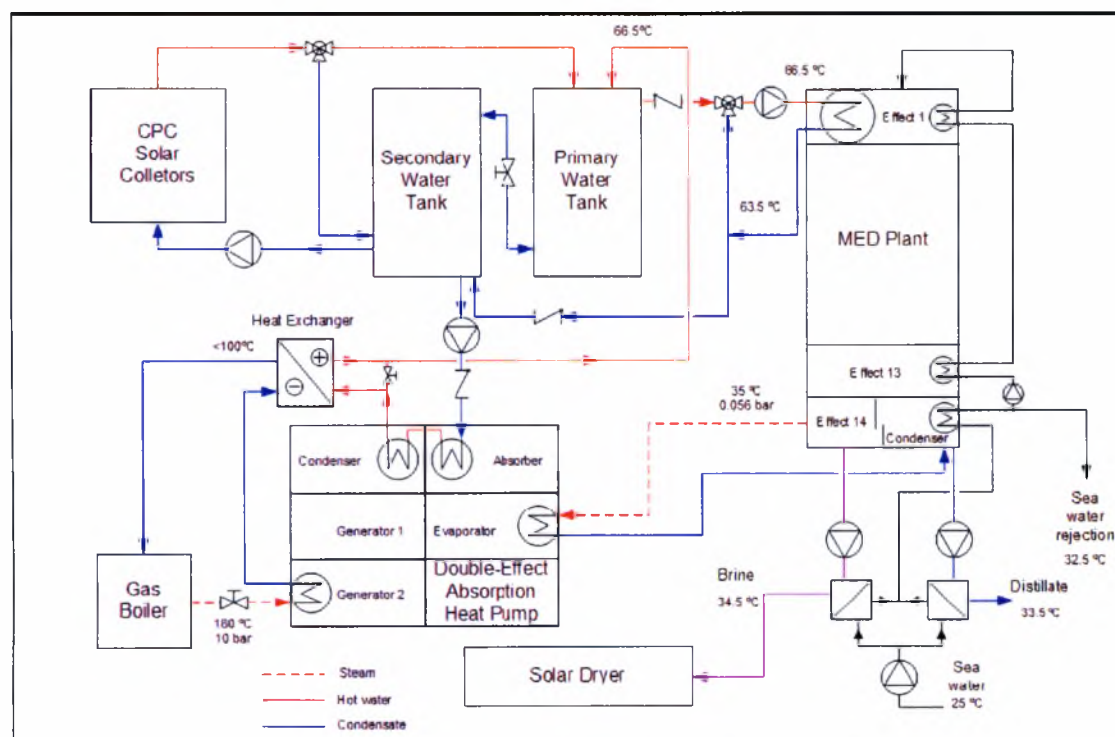 66.5ºC
66.5 ºC
CPC
Solar
Colletors
Secondary
Water
Tank
Primary
Water
Tank
Effect 1
63.5 ºC
MED Plant
Heat Exchanger
<100ºC
Effect 13
35 ºC
0.056 bar
Effect 14
Condenser
Condenser
Absorber
Generator 1
Evaporator
Generator 2
Double-Effect
Absorption
Heat Pump
Gas
Boiler
180 ºC
10 bar
Sea
water
rejection
32.5 ºC
Brine
34.5 ºC
Distillate
33.5 ºC
Steam
Hot water
Condensate
Solar Dryer
Sea
water
25 ºC